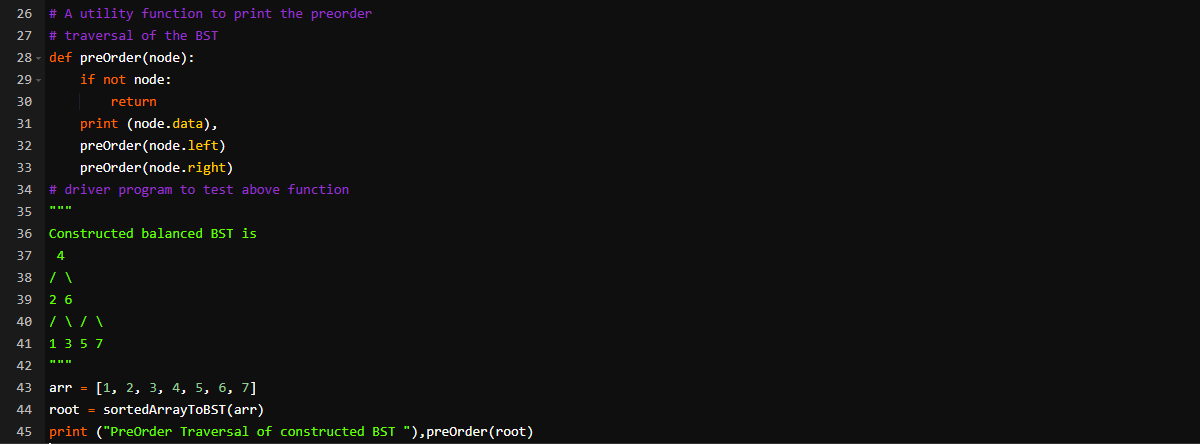 26 # A utility function to print the preorder
27 # traversal of the BST
28 def preOrder(node):
29     if not node:
30         return
31     print (node.data),
32     preOrder(node.left)
33     preOrder(node.right)
34 # driver program to test above function
35 """
36 Constructed balanced BST is
37  4
38 / \
39 2 6
40 / \ / \
41 1 3 5 7
42 """
43 arr = [1, 2, 3, 4, 5, 6, 7]
44 root = sortedArrayToBST(arr)
45 print ("PreOrder Traversal of constructed BST "),preOrder(root)